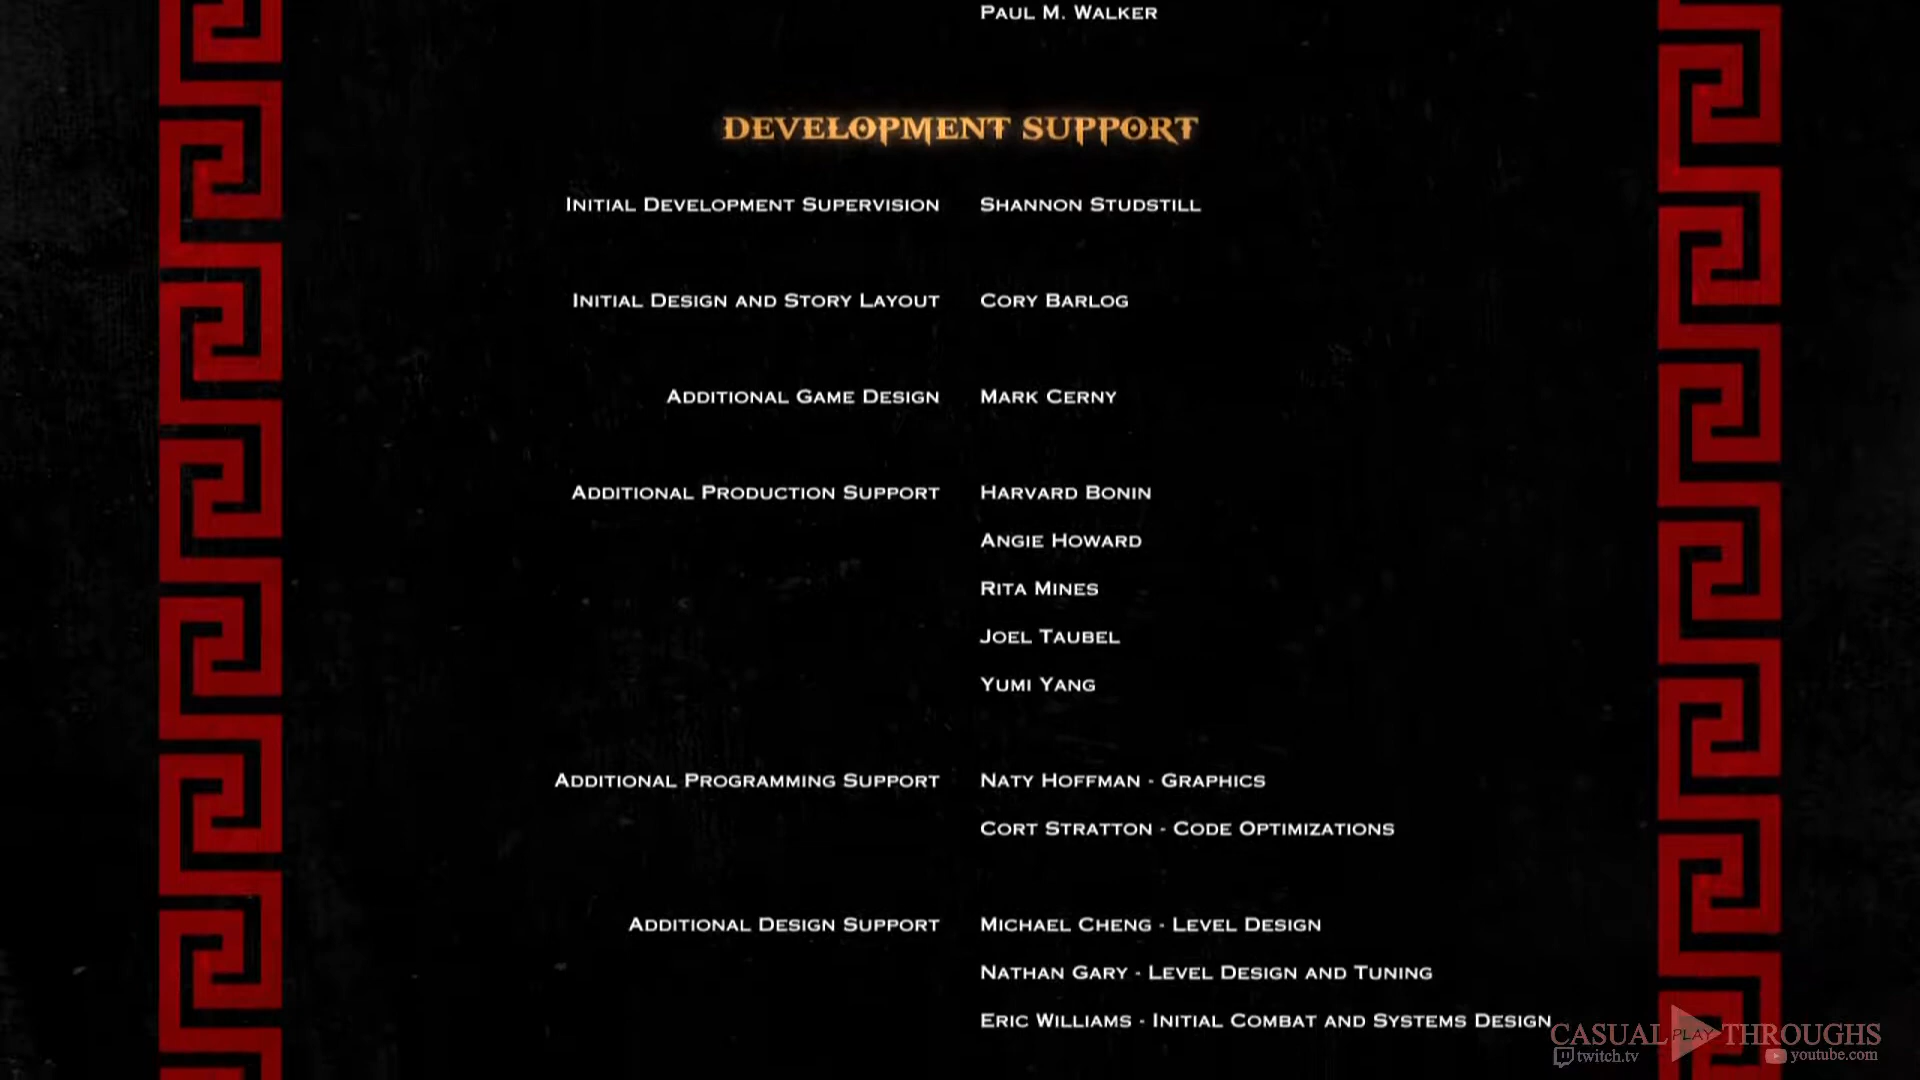 PAUL M. WALKER
DEVELOPMENT SUPPORT
INITIAL DEVELOPMENT SUPERVISION SHANNON STUDSTILL
INITIAL DESIGN AND STORY LAYOUT CORY BARLOG
ADDITIONAL GAME DESIGN MARK CERNY
ADDITIONAL PRODUCTION SUPPORT HARVARD BONIN
ANGIE HOWARD
RITA MINES
JOEL TAUBEL
YUMI YANG
ADDITIONAL PROGRAMMING SUPPORT NATY HOFFMAN - GRAPHICS
CORT STRATTON - CODE OPTIMIZATIONS
ADDITIONAL DESIGN SUPPORT MICHAEL CHENG - LEVEL DESIGN
NATHAN GARY - LEVEL DESIGN AND TUNING
ERIC WILLIAMS - INITIAL COMBAT AND SYSTEMS DESIGN
CASUAL PLAY THROUGHS
twitch.tv youtube.com